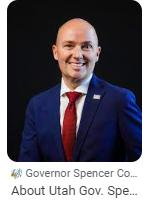 Governor Spencer Co...
About Utah Gov. Spe...